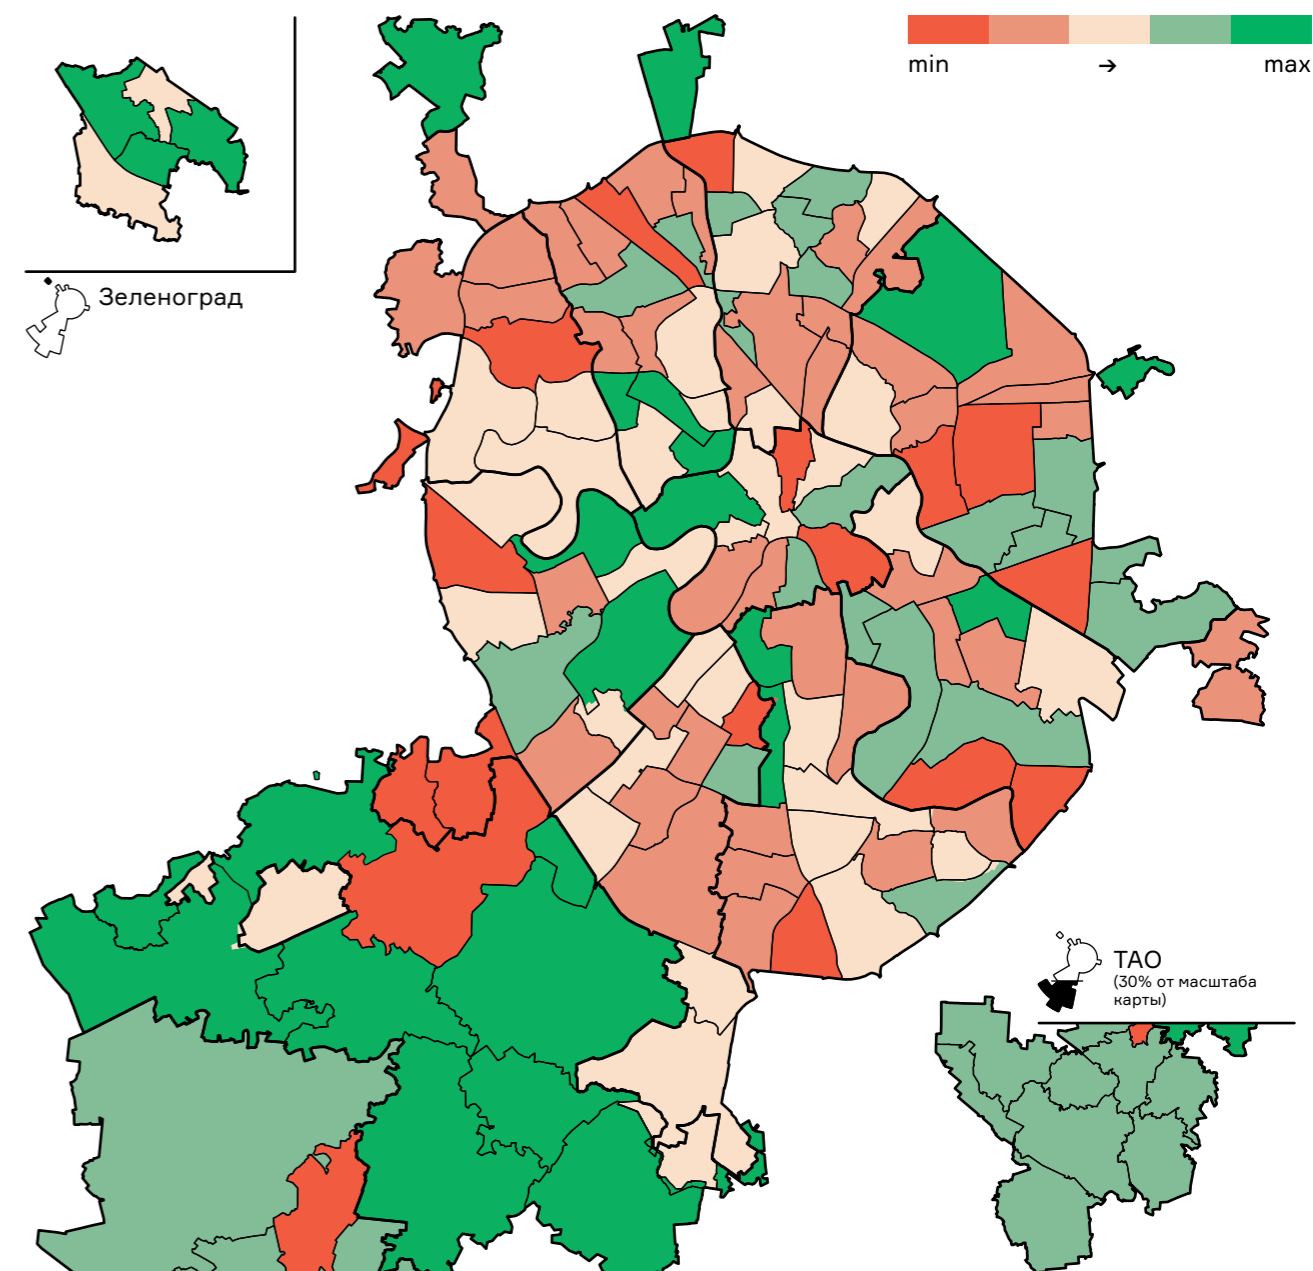 min → max
Зеленоград
ТАО
(30% от масштаба
карты)